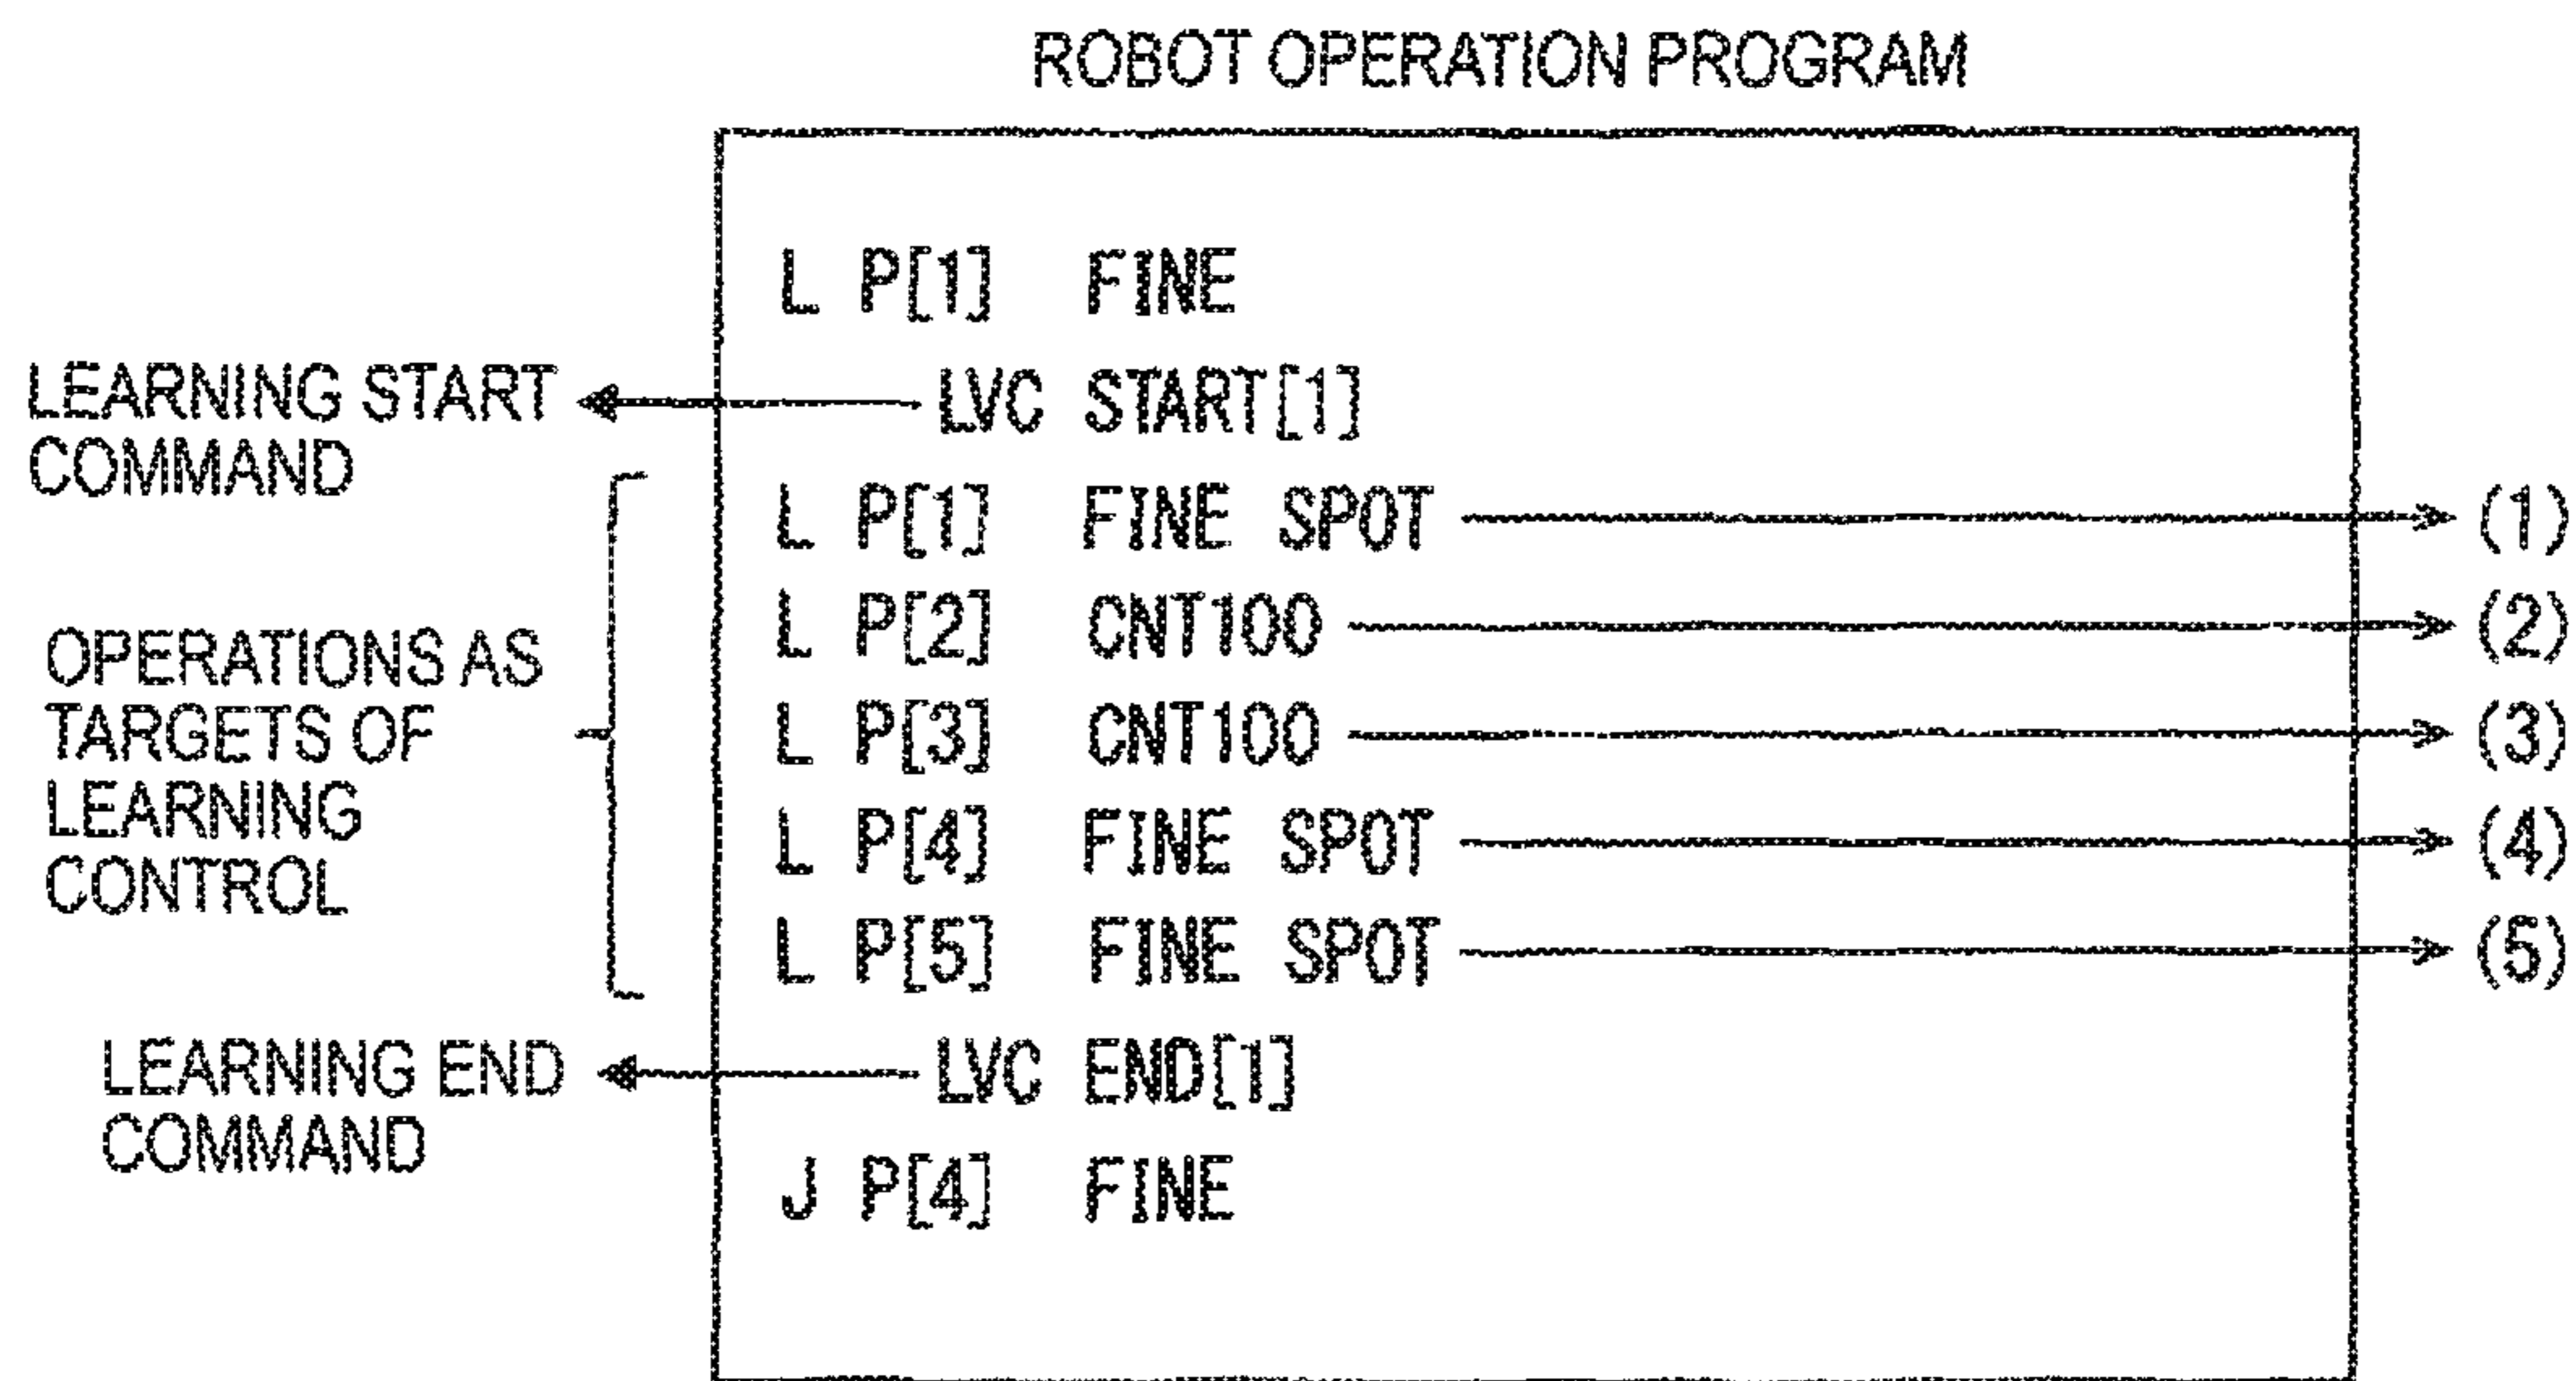 ROBOT OPERATION PROGRAM
L P[1] FINE
LEARNING START
COMMAND
LVC START[1]
L P[1] FINE SPOT (1)
L P[2] CNT100 (2)
L P[3] CNT100 (3)
L P[4] FINE SPOT (4)
L P[5] FINE SPOT (5)
OPERATIONS AS
TARGETS OF
LEARNING
CONTROL
LEARNING END
COMMAND
LVC END[1]
J P[4] FINE